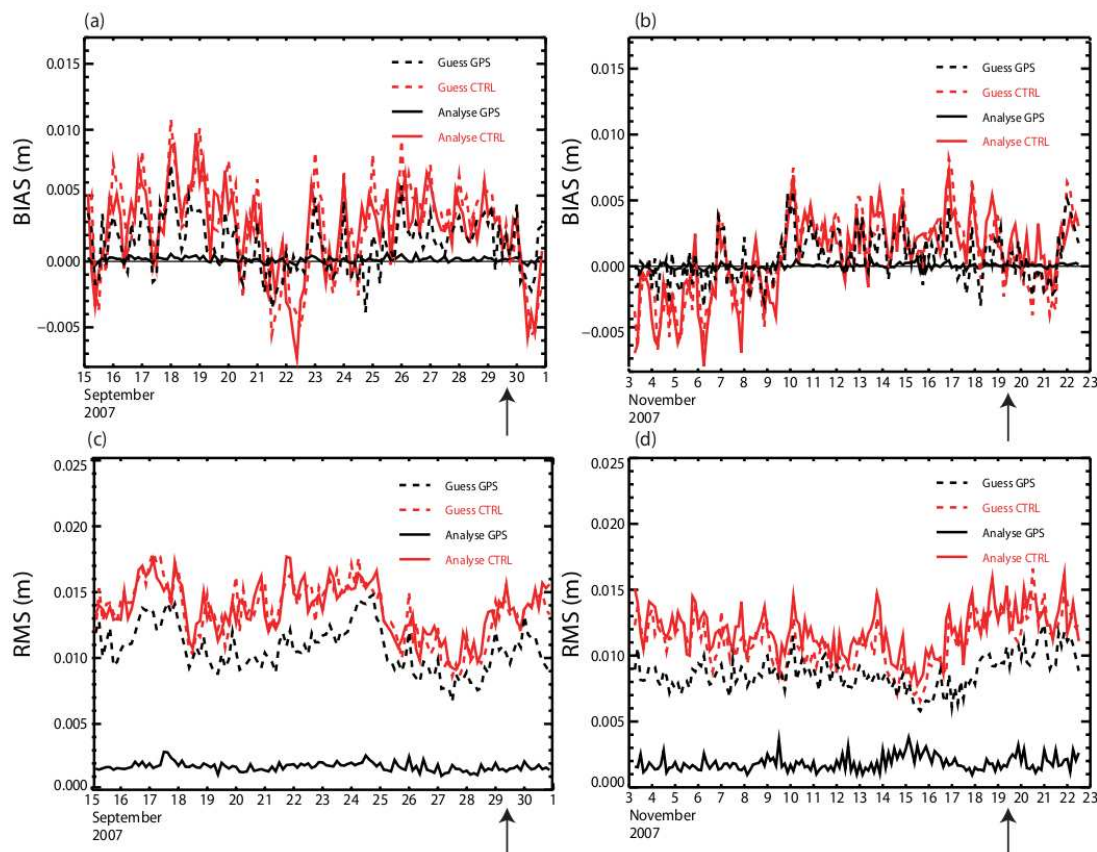 (a)
BIAS (m)
0.015
0.010
0.005
0.000
−0.005
Guess GPS
Guess CTRL
Analyse GPS
Analyse CTRL
15 16 17 18 19 20 21 22 23 24 25 26 27 28 29 30 1
September
2007
(b)
BIAS (m)
0.015
0.010
0.005
0.000
−0.005
Guess GPS
Guess CTRL
Analyse GPS
Analyse CTRL
3 4 5 6 7 8 9 10 11 12 13 14 15 16 17 18 19 20 21 22 23
November
2007
(c)
RMS (m)
0.025
0.020
0.015
0.010
0.005
0.000
Guess GPS
Guess CTRL
Analyse GPS
Analyse CTRL
15 16 17 18 19 20 21 22 23 24 25 26 27 28 29 30 1
September
2007
(d)
RMS (m)
0.025
0.020
0.015
0.010
0.005
0.000
Guess GPS
Guess CTRL
Analyse GPS
Analyse CTRL
3 4 5 6 7 8 9 10 11 12 13 14 15 16 17 18 19 20 21 22 23
November
2007